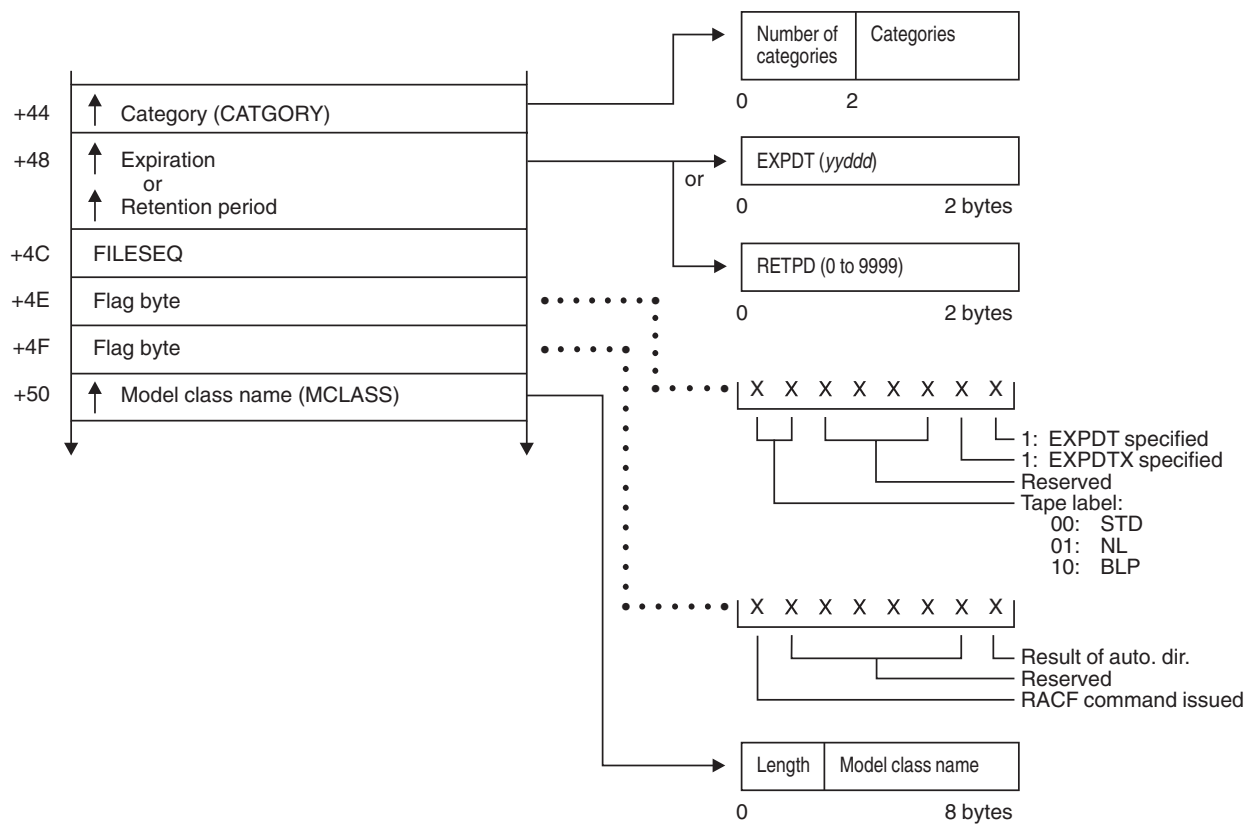 +44 Category (CATGORY)
+48 Expiration
or
Retention period
+4C FILESEQ
+4E Flag byte
+4F Flag byte
+50 Model class name (MCLASS)
Number of categories Categories
0 2
or
EXPDT (yyddd)
0 2 bytes
RETPD (0 to 9999)
0 2 bytes
X X X X X X X X
1: EXPDT specified
1: EXPDTX specified
Reserved
Tape label:
00: STD
01: NL
10: BLP
X X X X X X X X
Result of auto. dir.
Reserved
RACF command issued
Length Model class name
0 8 bytes